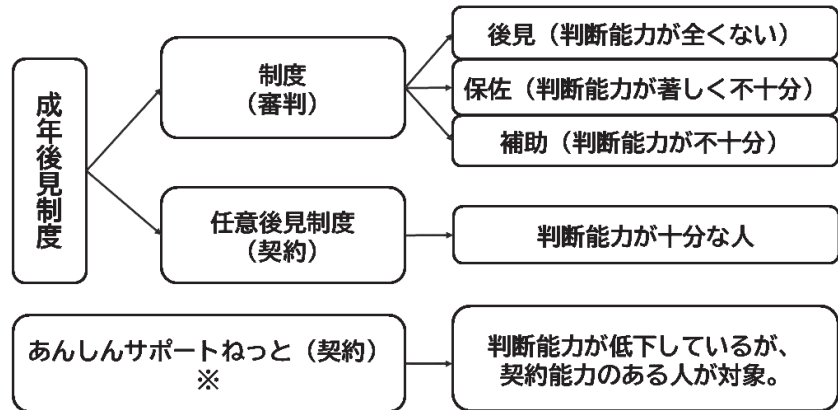 成年後見制度
制度
（審判）
後見（判断能力が全くない）
保佐（判断能力が著しく不十分）
補助（判断能力が不十分）
任意後見制度
（契約）
判断能力が十分な人
あんしんサポートねっと（契約）
※
判断能力が低下しているが、
契約能力のある人が対象。